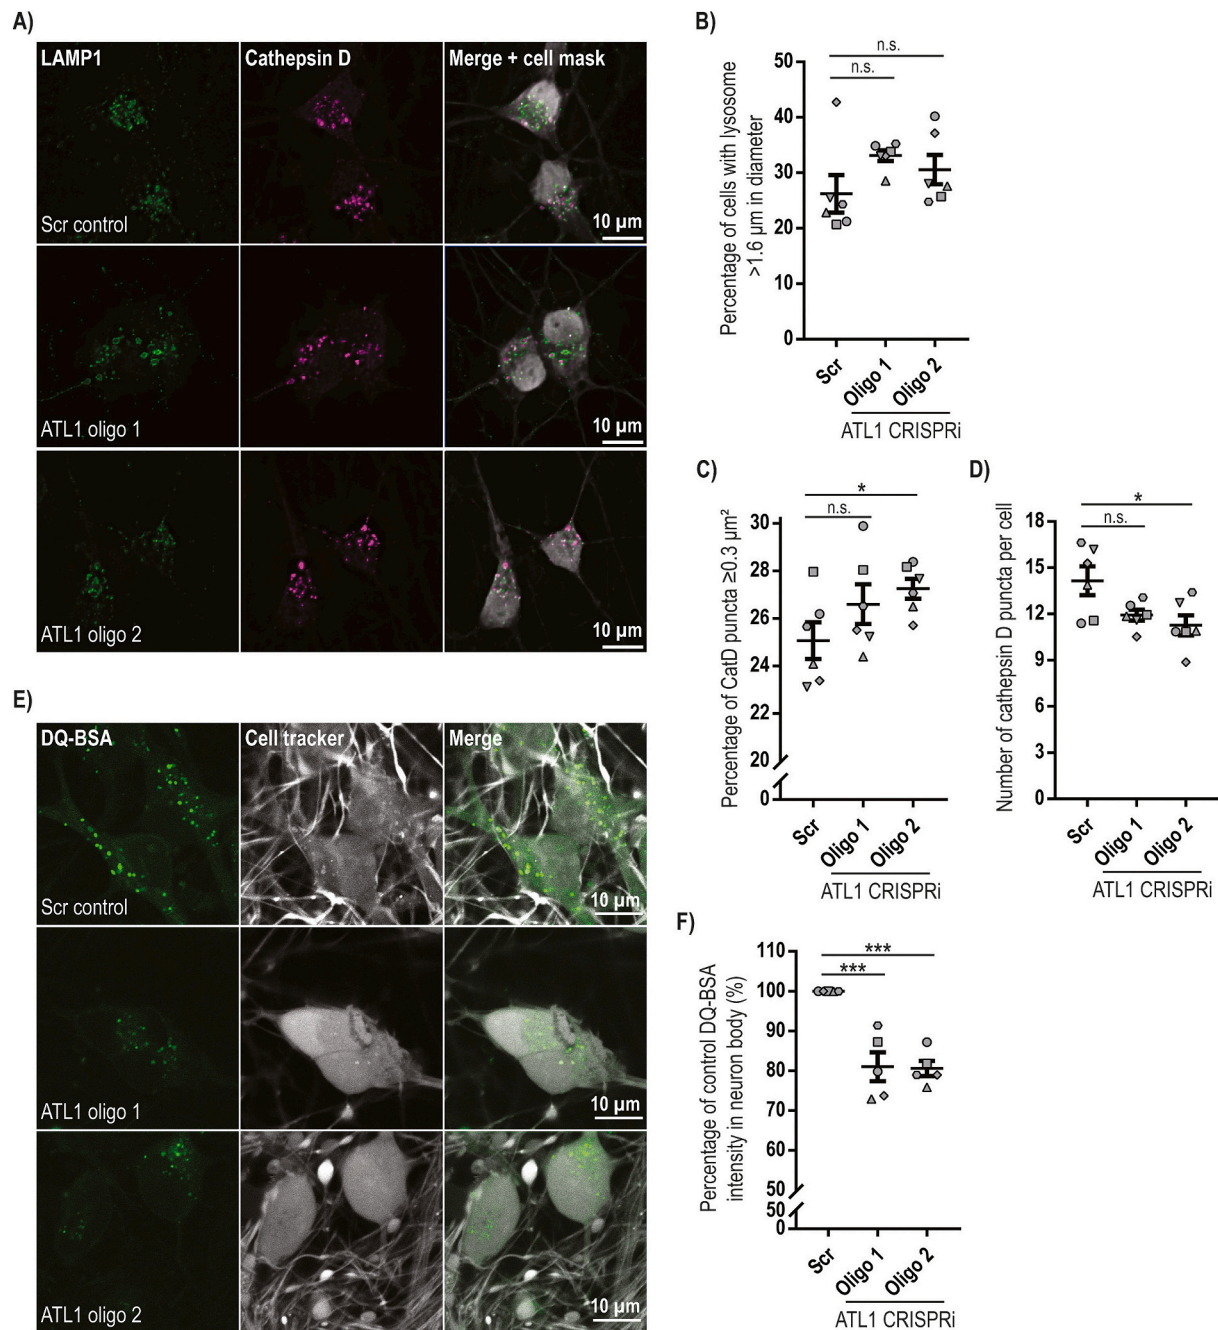 A)
LAMP1
Cathepsin D
Merge + cell mask
Scr control
10 µm
ATL1 oligo 1
10 µm
ATL1 oligo 2
10 µm
B)
n.s.
n.s.
Percentage of cells with lysosome
>1.6 µm in diameter
50
40
30
20
10
0
Scr
Oligo 1
Oligo 2
ATL1 CRISPRi
C)
*
n.s.
Percentage of CatD puncta ≥0.3 µm²
30
28
26
24
22
20
0
Scr
Oligo 1
Oligo 2
ATL1 CRISPRi
D)
*
n.s.
Number of cathepsin D puncta per cell
18
15
12
9
6
3
0
Scr
Oligo 1
Oligo 2
ATL1 CRISPRi
E)
DQ-BSA
Cell tracker
Merge
Scr control
10 µm
ATL1 oligo 1
10 µm
ATL1 oligo 2
10 µm
F)
***
***
Percentage of control DQ-BSA
intensity in neuron body (%)
110
100
90
80
70
60
50
50
0
Scr
Oligo 1
Oligo 2
ATL1 CRISPRi